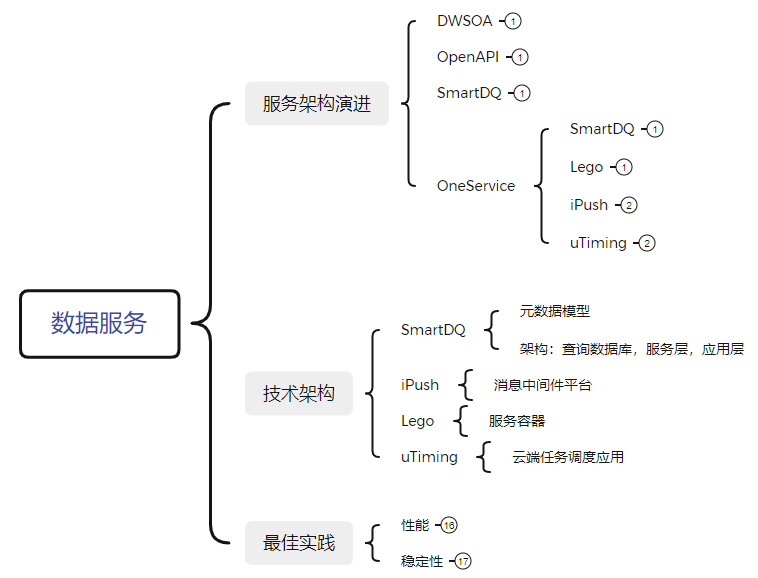 数据服务
服务架构演进
DWSOA 1
OpenAPI 1
SmartDQ 1
OneService
SmartDQ 1
Lego 1
iPush 2
uTiming 2
技术架构
SmartDQ
元数据模型
架构：查询数据库，服务层，应用层
iPush
消息中间件平台
Lego
服务容器
uTiming
云端任务调度应用
最佳实践
性能 16
稳定性 17